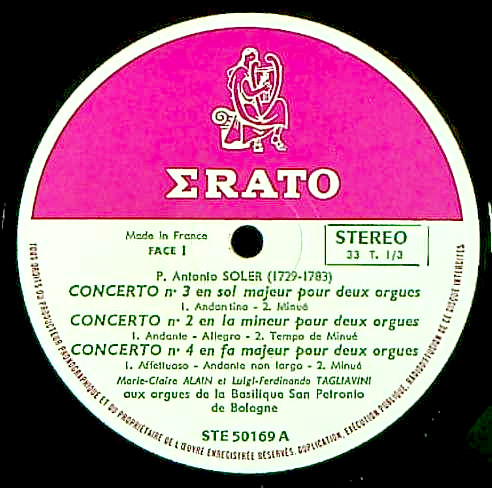 ΣRATO
Made in France
FACE 1
STEREO
33 T. 1/3
P. Antonio SOLER (1729-1783)
CONCERTO n° 3 en sol majeur pour deux orgues
1. Andantino - 2. Minué
CONCERTO n° 2 en la mineur pour deux orgues
1. Andante - Allegro - 2. Tempo de Minué
CONCERTO n° 4 en fa majeur pour deux orgues
1. Affettuoso - Andante non largo - 2. Minué
Marie-Claire ALAIN et Luigi-Ferdinando TAGLIAVINI
aux orgues de la Basilique San Petronio
de Bologne
STE 50169 A
TOUS DROITS DU PRODUCTEUR PHONOGRAPHIQUE ET DU PROPRIETAIRE DE L'ŒUVRE ENREGISTRÉE RÉSERVÉS. DUPLICATION, EXÉCUTION PUBLIQUE, RADIODIFFUSION DE CE DISQUE INTERDITES